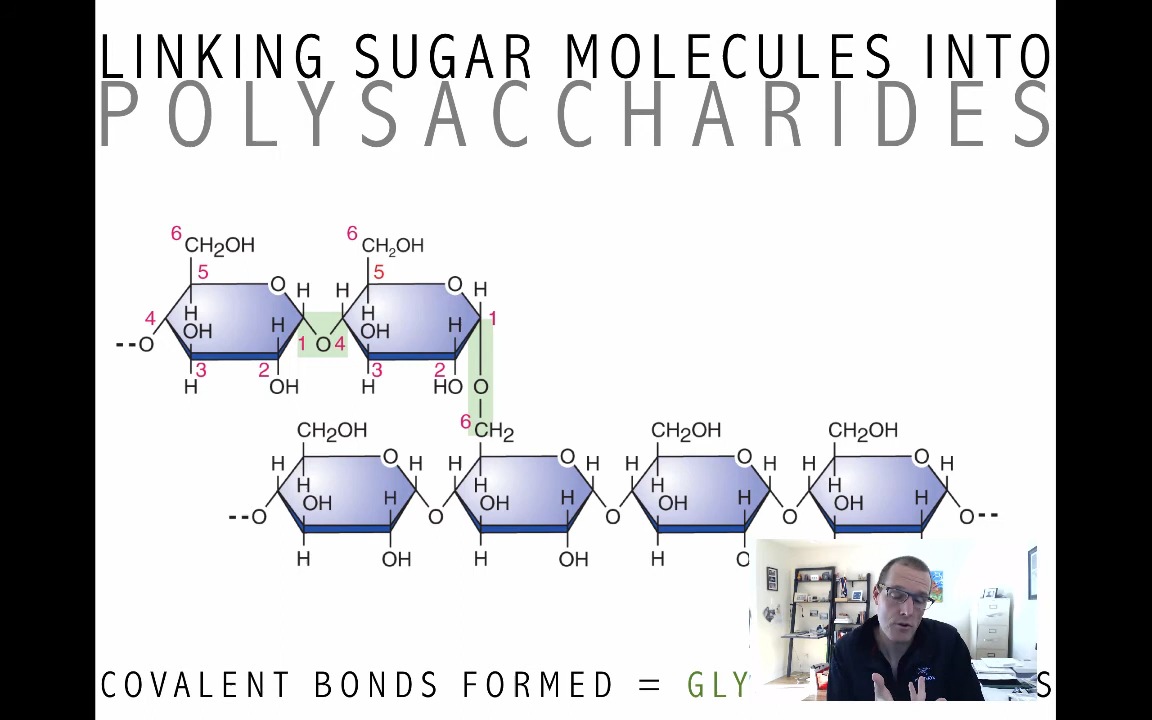 LINKING SUGAR MOLECULES INTO
POLYSACCHARIDES
6 CH2OH 6 CH2OH
5 O H H 5 O H
4 H OH H H OH H 1
--O 1 O 4
3 2 3 2
H OH H HO O
CH2OH 6 CH2 CH2OH CH2OH
H O H H O H H O H H O H
H OH H H OH H H OH H H OH H
--O O O O O--
H OH H OH H O
COVALENT BONDS FORMED = GLY